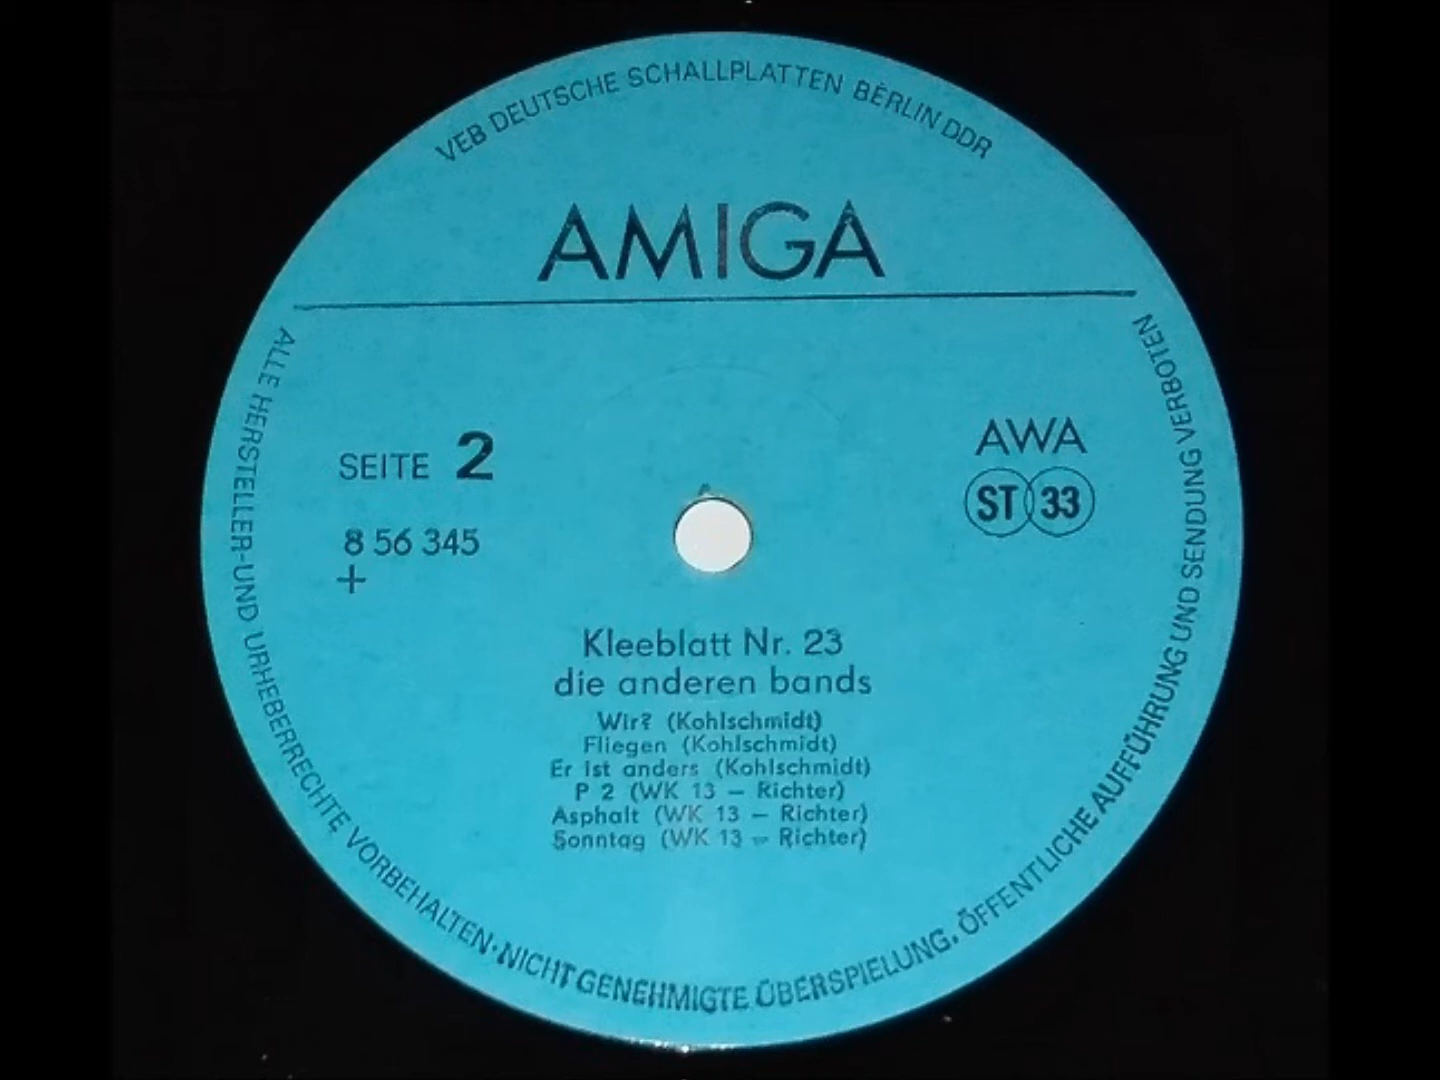 VEB DEUTSCHE SCHALLPLATTEN BERLIN DDR
AMIGA
SEITE 2
8 56 345
+
AWA
ST 33
Kleeblatt Nr. 23
die anderen bands
Wir? (Kohlschmidt)
Fliegen (Kohlschmidt)
Er ist anders (Kohlschmidt)
P 2 (WK 13 – Richter)
Asphalt (WK 13 – Richter)
Sonntag (WK 13 – Richter)
ALLE HERSTELLER-UND URHEBERRECHTE VORBEHALTEN·NICHT GENEHMIGTE ÜBERSPIELUNG, ÖFFENTLICHE AUFFÜHRUNG UND SENDUNG VERBOTEN